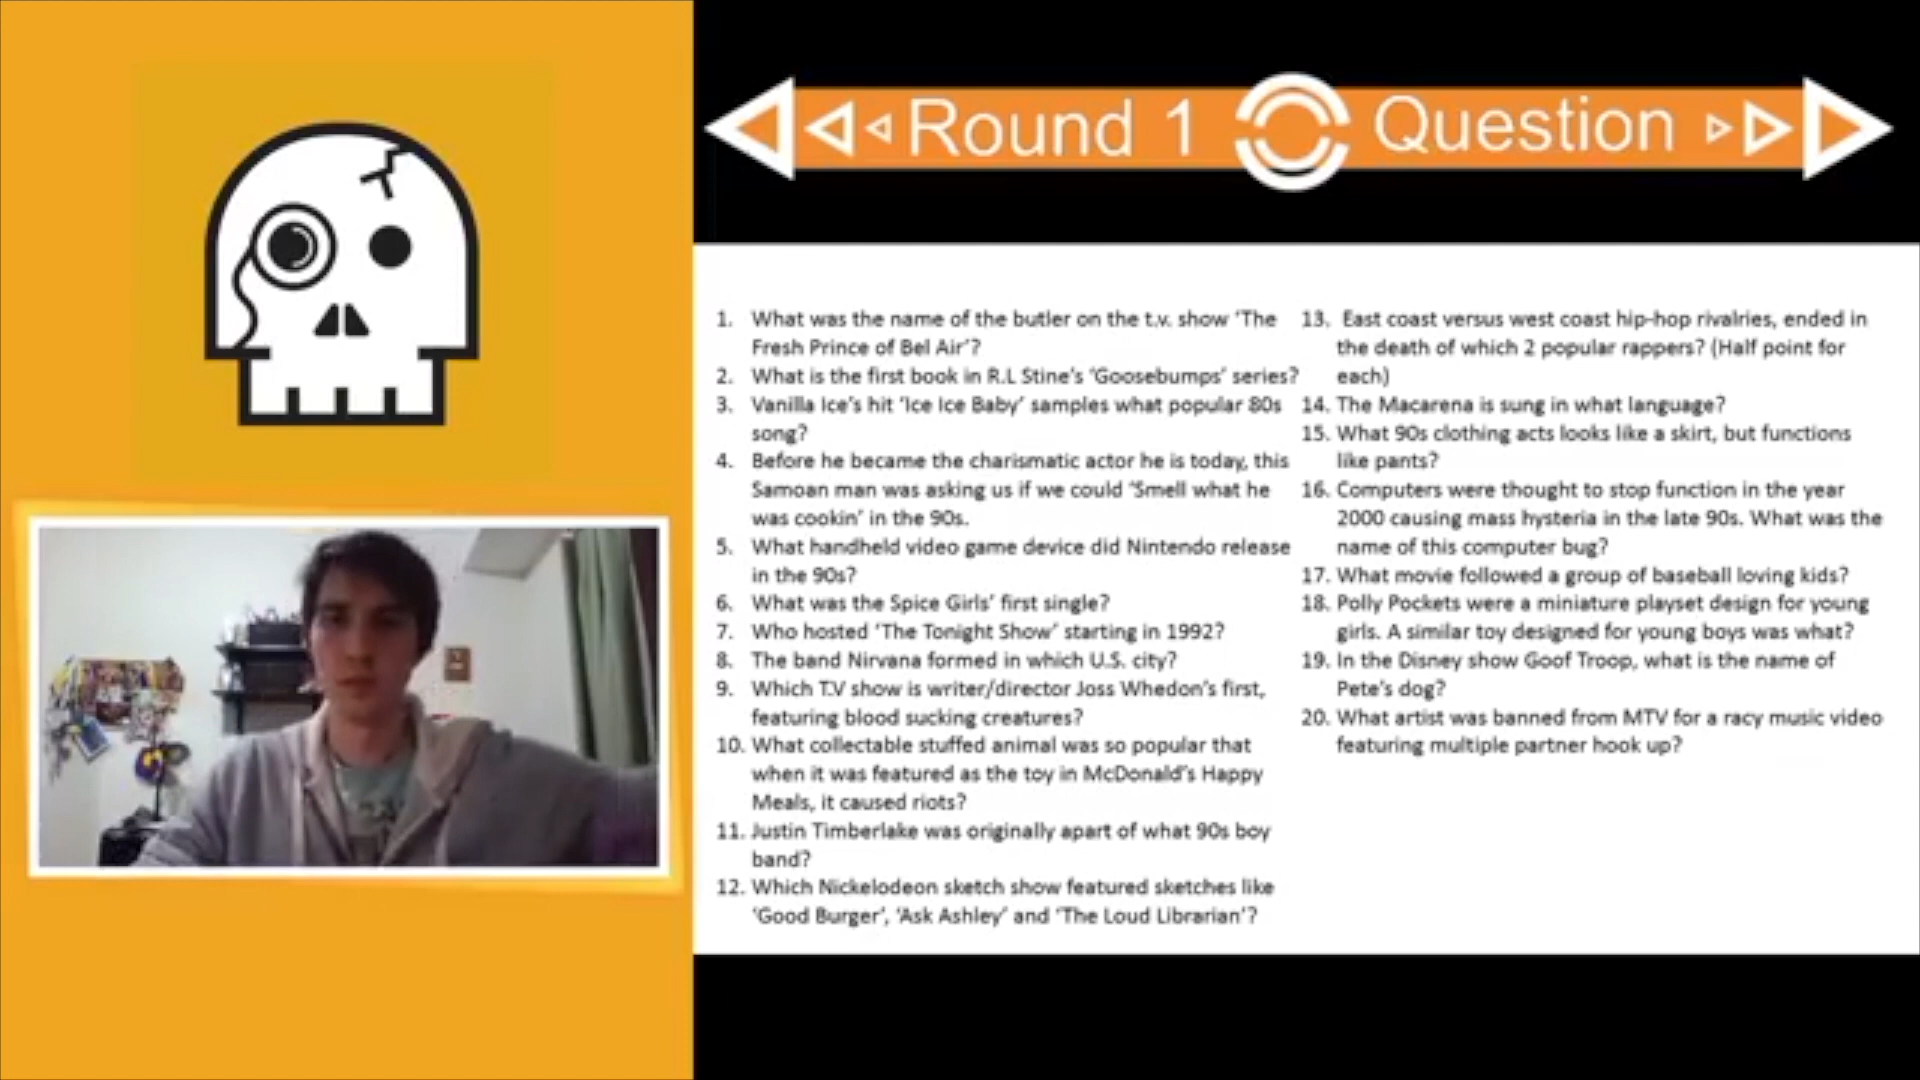 Round 1 Question
1. What was the name of the butler on the t.v. show ‘The
Fresh Prince of Bel Air’?
2. What is the first book in R.L Stine’s ‘Goosebumps’ series?
3. Vanilla Ice’s hit ‘Ice Ice Baby’ samples what popular 80s
song?
4. Before he became the charismatic actor he is today, this
Samoan man was asking us if we could ‘Smell what he
was cookin’ in the 90s.
5. What handheld video game device did Nintendo release
in the 90s?
6. What was the Spice Girls’ first single?
7. Who hosted ‘The Tonight Show’ starting in 1992?
8. The band Nirvana formed in which U.S. city?
9. Which T.V show is writer/director Joss Whedon’s first,
featuring blood sucking creatures?
10. What collectable stuffed animal was so popular that
when it was featured as the toy in McDonald’s Happy
Meals, it caused riots?
11. Justin Timberlake was originally apart of what 90s boy
band?
12. Which Nickelodeon sketch show featured sketches like
‘Good Burger’, ‘Ask Ashley’ and ‘The Loud Librarian’?
13. East coast versus west coast hip-hop rivalries, ended in
the death of which 2 popular rappers? (Half point for
each)
14. The Macarena is sung in what language?
15. What 90s clothing acts looks like a skirt, but functions
like pants?
16. Computers were thought to stop function in the year
2000 causing mass hysteria in the late 90s. What was the
name of this computer bug?
17. What movie followed a group of baseball loving kids?
18. Polly Pockets were a miniature playset design for young
girls. A similar toy designed for young boys was what?
19. In the Disney show Goof Troop, what is the name of
Pete’s dog?
20. What artist was banned from MTV for a racy music video
featuring multiple partner hook up?